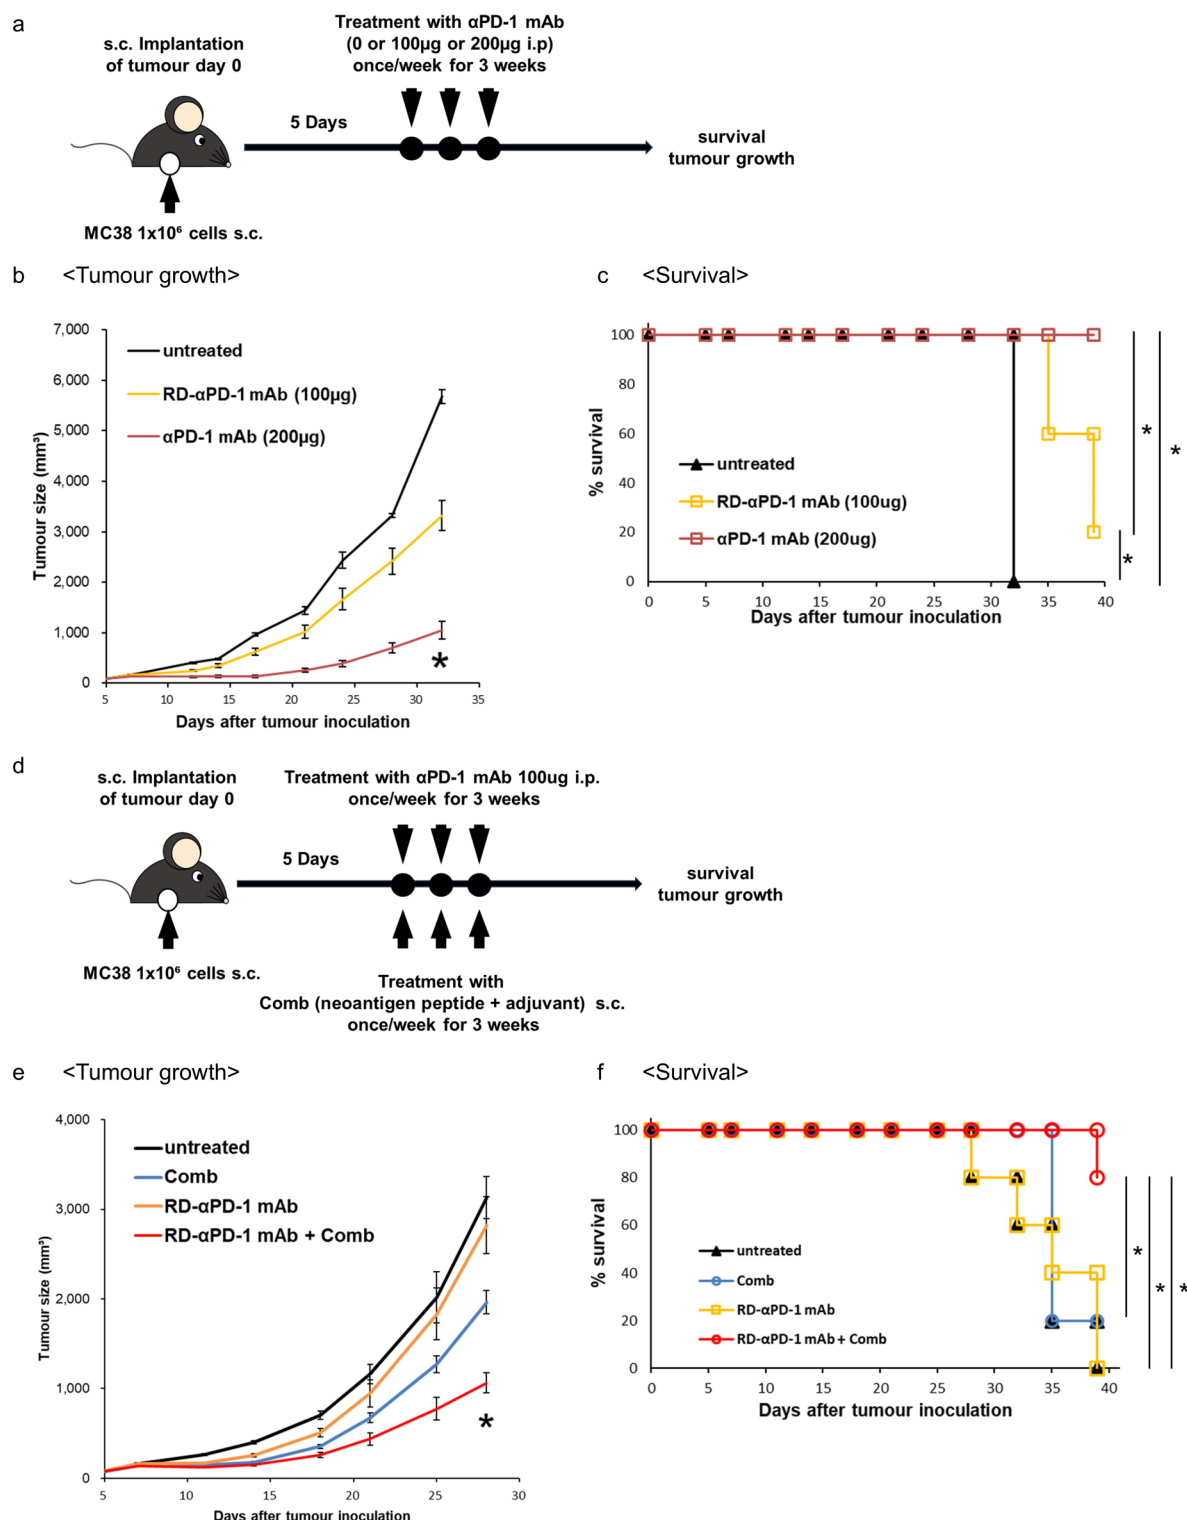 a
s.c. Implantation
of tumour day 0
Treatment with αPD-1 mAb
(0 or 100µg or 200µg i.p)
once/week for 3 weeks
5 Days
survival
tumour growth
MC38 1x10⁶ cells s.c.
b <Tumour growth>
7,000
6,000
5,000
4,000
3,000
2,000
1,000
0
Tumour size (mm³)
untreated
RD-αPD-1 mAb (100µg)
αPD-1 mAb (200µg)
*
5 10 15 20 25 30 35
Days after tumour inoculation
c <Survival>
100
80
60
40
20
0
% survival
untreated
RD-αPD-1 mAb (100ug)
αPD-1 mAb (200ug)
*
*
*
0 5 10 15 20 25 30 35 40
Days after tumour inoculation
d
s.c. Implantation
of tumour day 0
Treatment with αPD-1 mAb 100ug i.p.
once/week for 3 weeks
5 Days
survival
tumour growth
MC38 1x10⁶ cells s.c.
Treatment with
Comb (neoantigen peptide + adjuvant) s.c.
once/week for 3 weeks
e <Tumour growth>
4,000
3,000
2,000
1,000
0
Tumour size (mm³)
untreated
Comb
RD-αPD-1 mAb
RD-αPD-1 mAb + Comb
*
5 10 15 20 25 30
Days after tumour inoculation
f <Survival>
100
80
60
40
20
0
% survival
untreated
Comb
RD-αPD-1 mAb
RD-αPD-1 mAb + Comb
*
*
*
0 5 10 15 20 25 30 35 40
Days after tumour inoculation